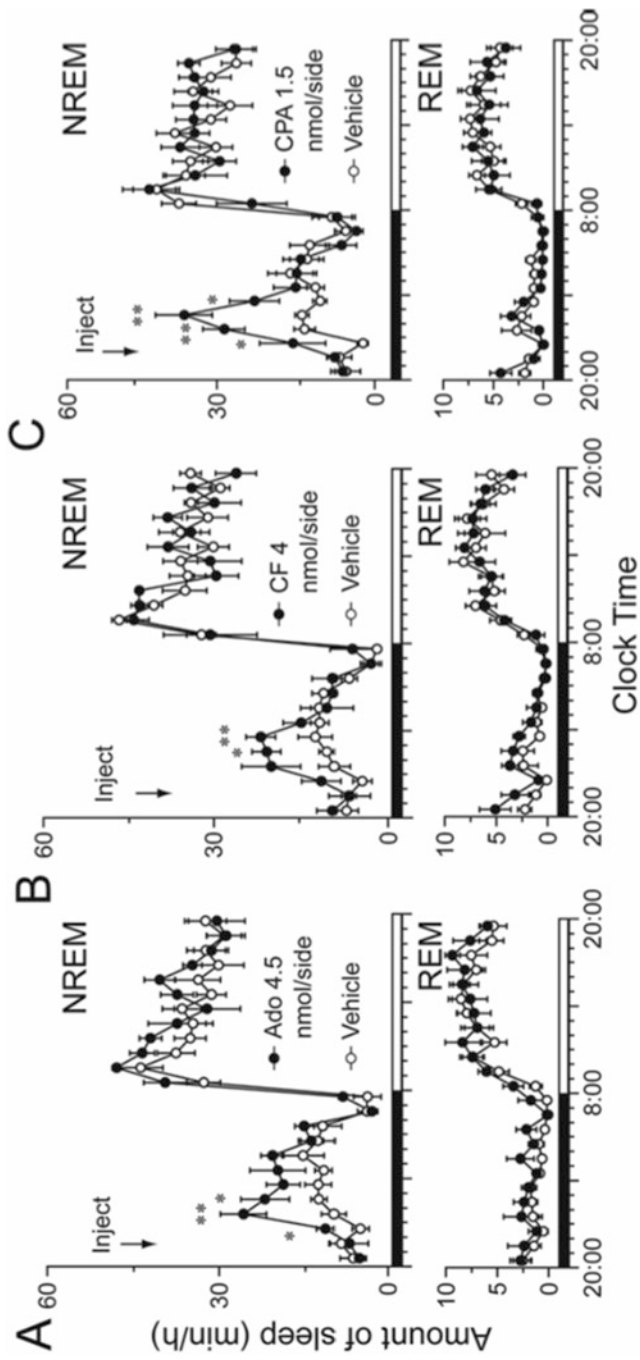 A
Amount of sleep (min/h)
60
30
0
Inject
NREM
*
**
*
Ado 4.5
nmol/side
Vehicle
10
5
0
REM
20:00
8:00
20:00
B
60
30
0
Inject
NREM
*
**
CF 4
nmol/side
Vehicle
10
5
0
REM
20:00
8:00
20:00
Clock Time
C
60
30
0
Inject
NREM
*
**
**
*
CPA 1.5
nmol/side
Vehicle
10
5
0
REM
20:00
8:00
20:00